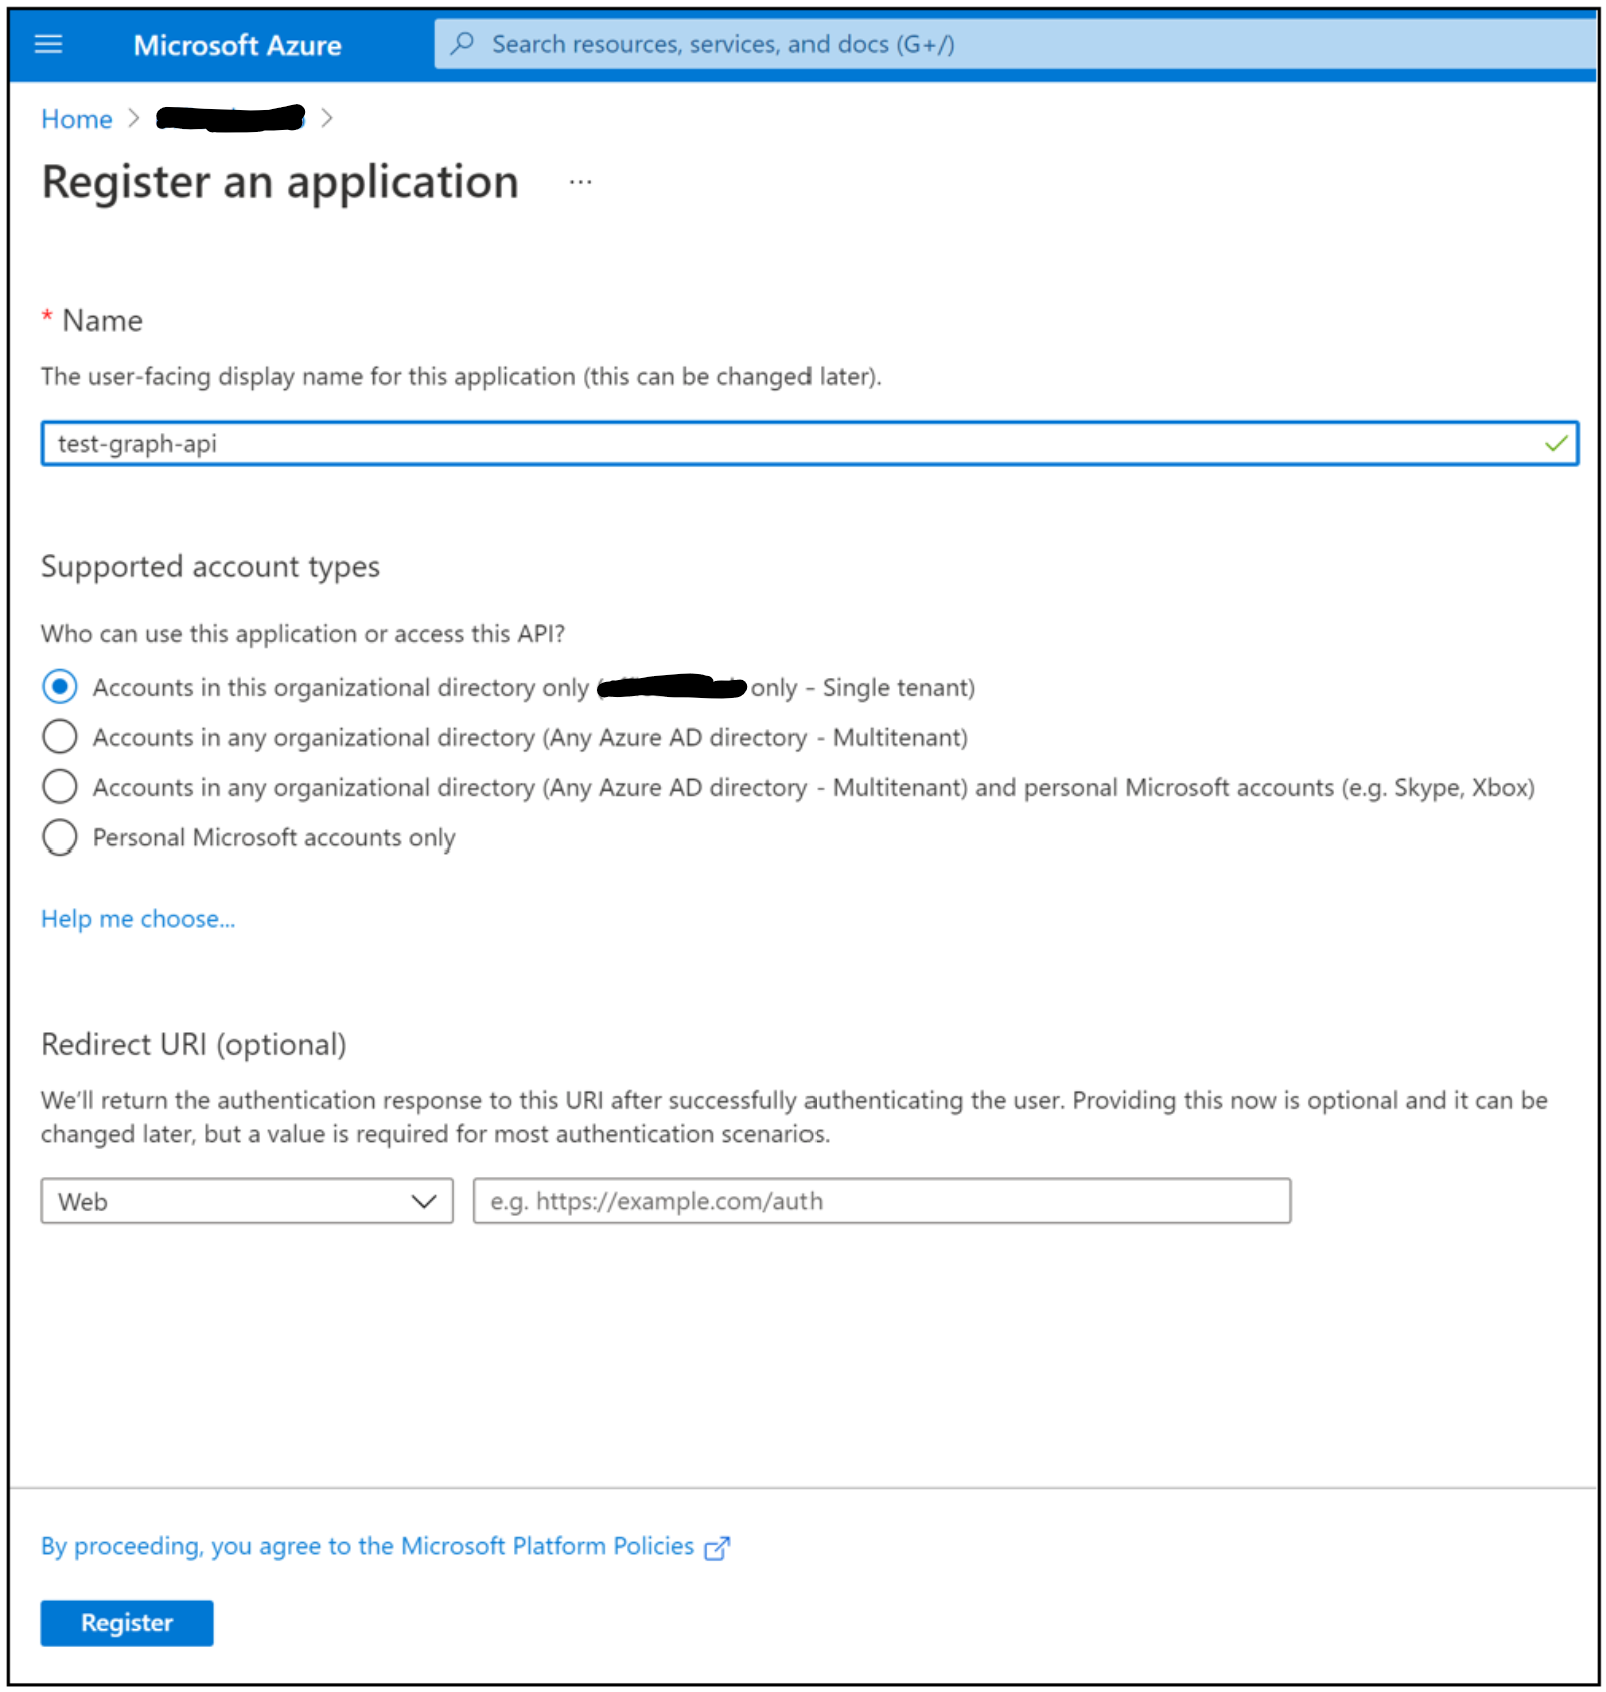 Microsoft Azure
Search resources, services, and docs (G+/)
Home > >
Register an application ...
* Name
The user-facing display name for this application (this can be changed later).
test-graph-api
Supported account types
Who can use this application or access this API?
Accounts in this organizational directory only ( only - Single tenant)
Accounts in any organizational directory (Any Azure AD directory - Multitenant)
Accounts in any organizational directory (Any Azure AD directory - Multitenant) and personal Microsoft accounts (e.g. Skype, Xbox)
Personal Microsoft accounts only
Help me choose...
Redirect URI (optional)
We'll return the authentication response to this URI after successfully authenticating the user. Providing this now is optional and it can be
changed later, but a value is required for most authentication scenarios.
Web
e.g. https://example.com/auth
By proceeding, you agree to the Microsoft Platform Policies
Register